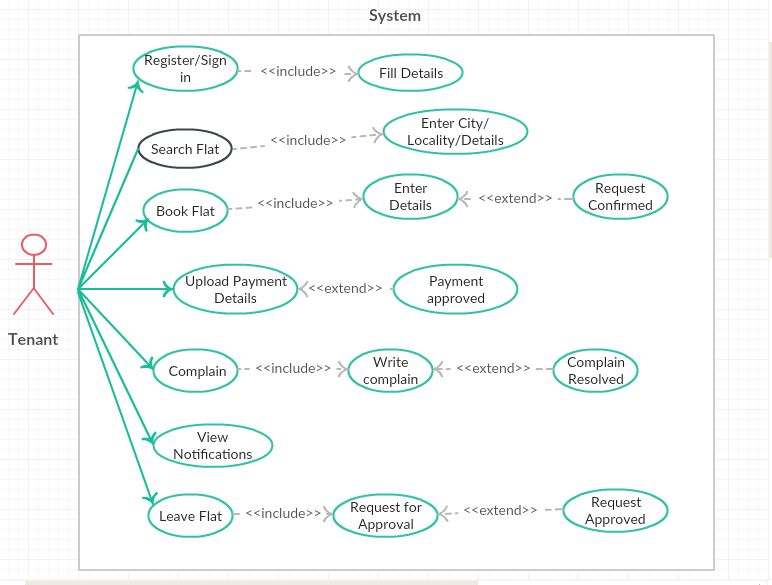 System
Register/Sign
in
<<include>>
Fill Details
Search Flat
<<include>>
Enter City/
Locality/Details
Book Flat
<<include>>
Enter
Details
<<extend>>
Request
Confirmed
Upload Payment
Details
<<extend>>
Payment
approved
Tenant
Complain
<<include>>
Write
complain
<<extend>>
Complain
Resolved
View
Notifications
Leave Flat
<<include>>
Request for
Approval
<<extend>>
Request
Approved